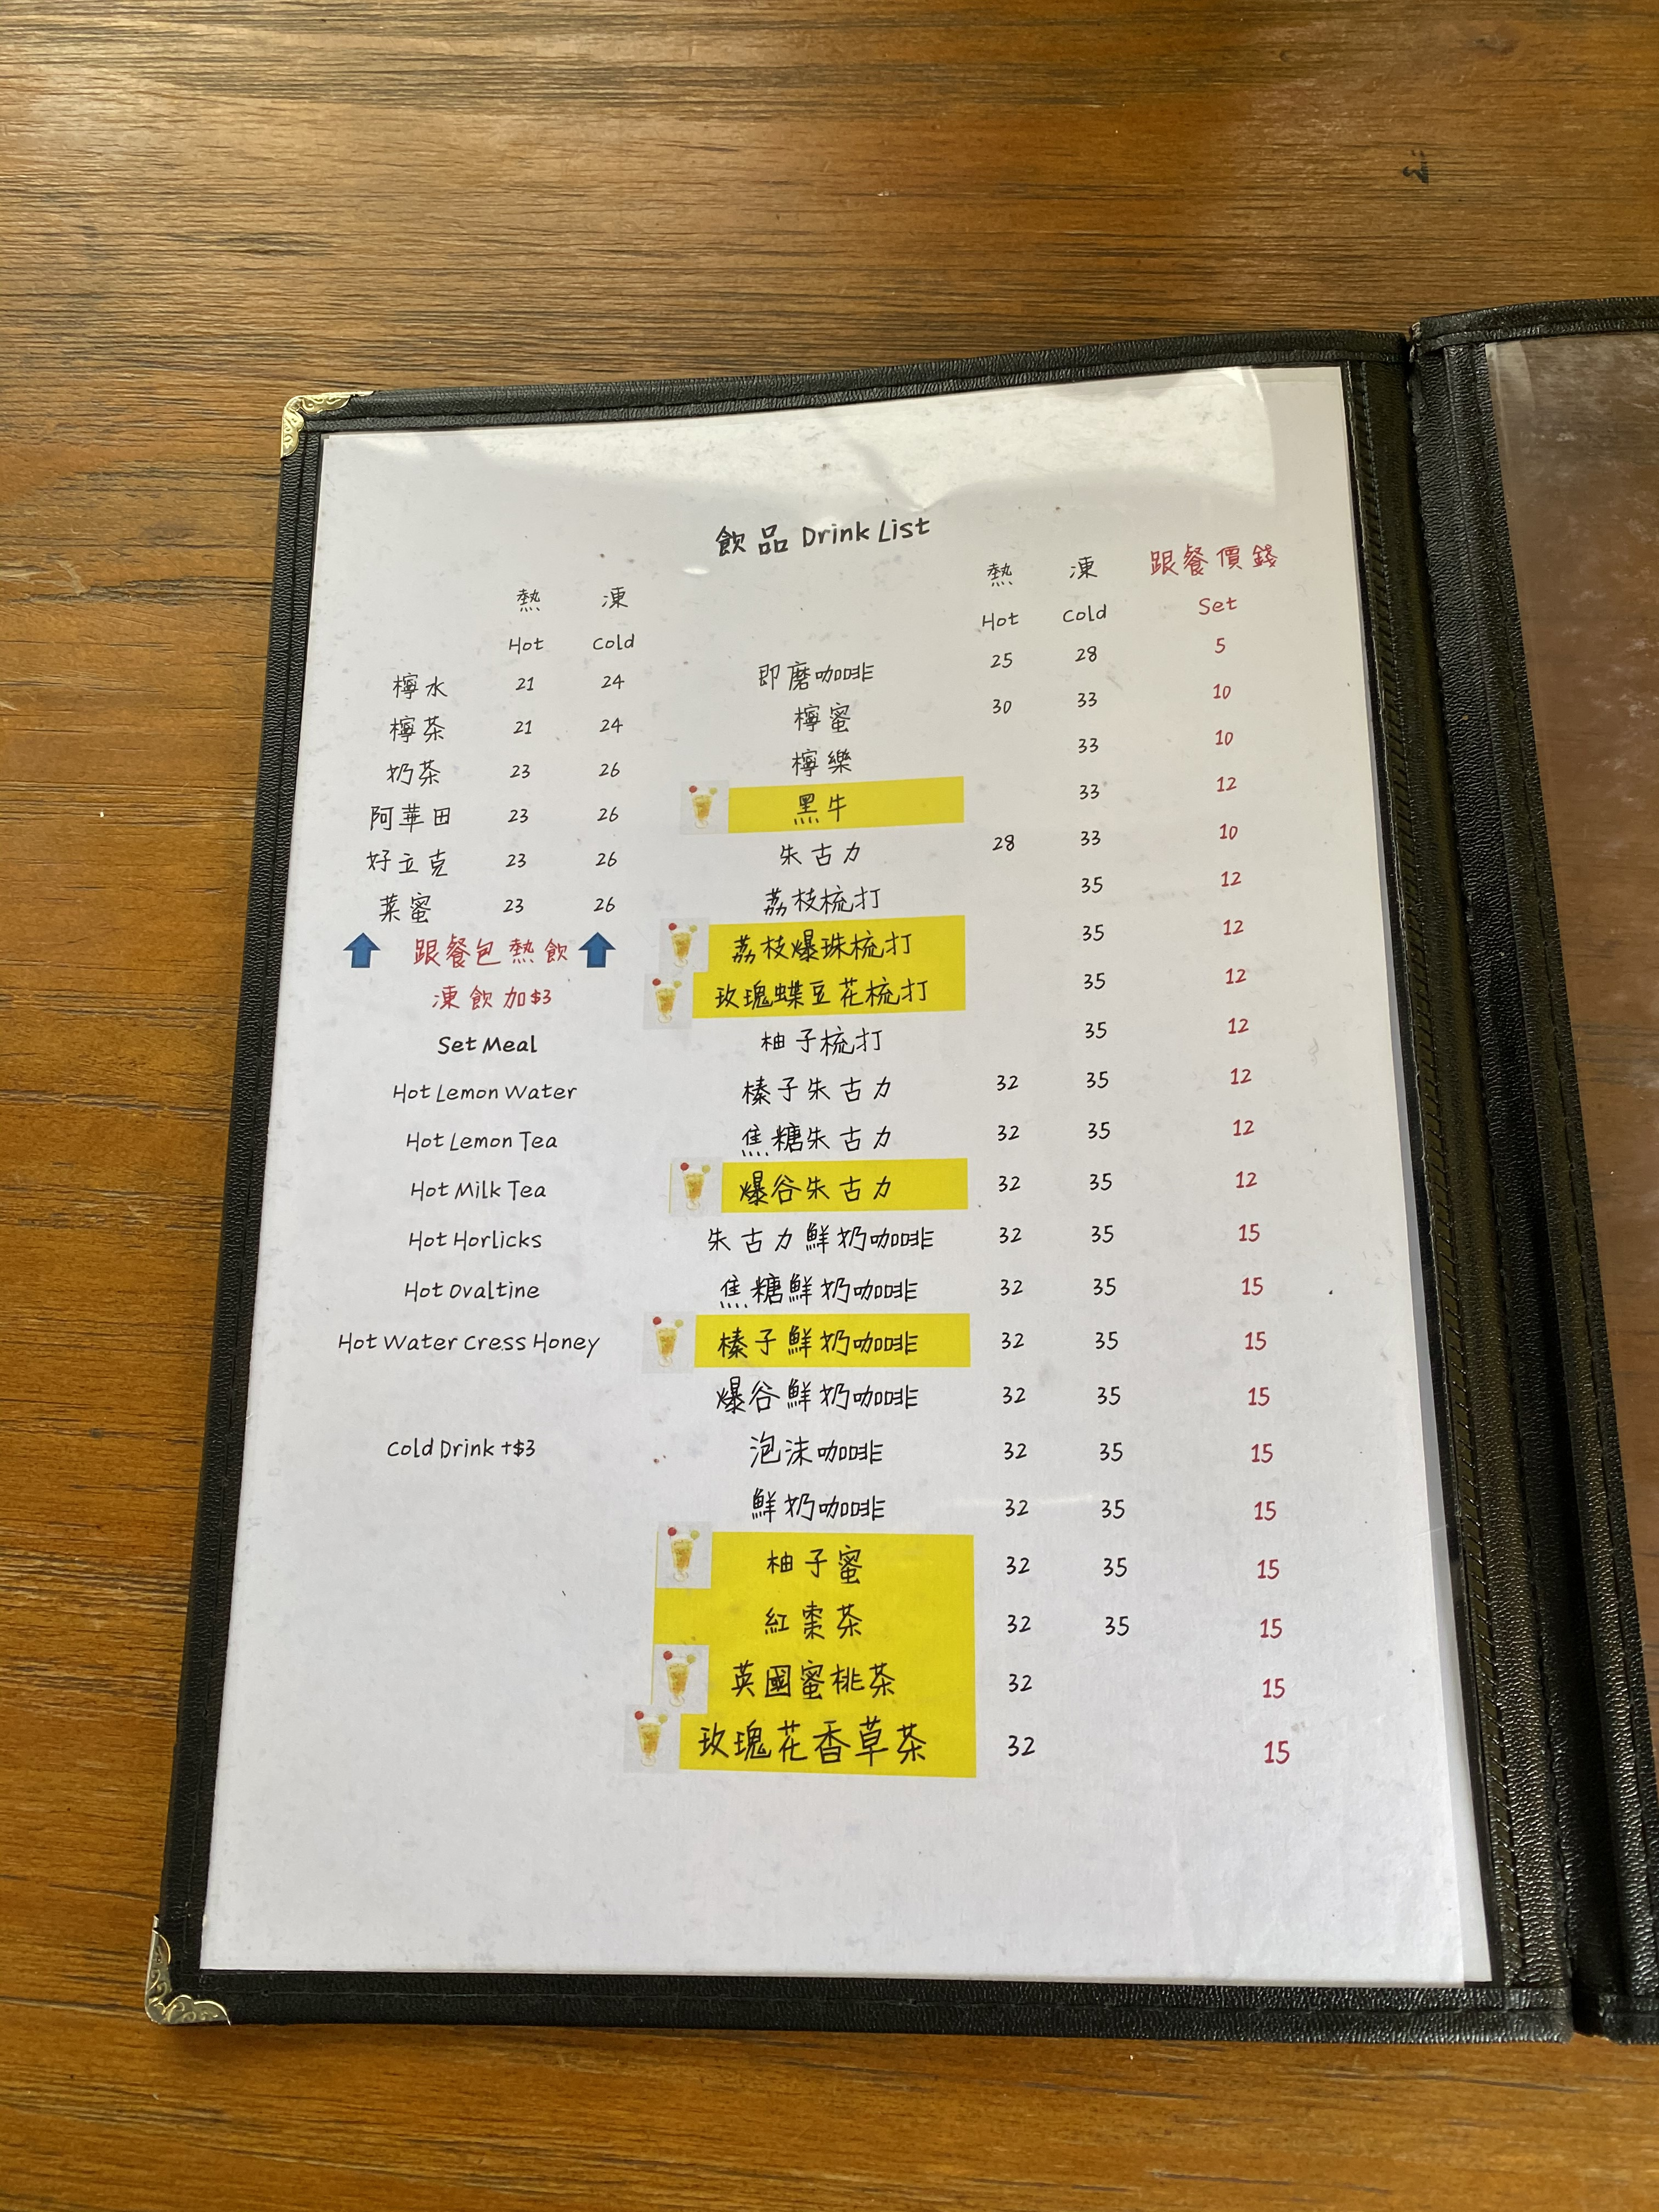 飲品 Drink List
熱 凍
Hot Cold
檸水 21 24
檸茶 21 24
奶茶 23 26
阿華田 23 26
好立克 23 26
菜蜜 23 26
跟餐包熱飲
凍飲加$3
Set Meal
Hot Lemon Water
Hot Lemon Tea
Hot Milk Tea
Hot Horlicks
Hot Ovaltine
Hot Water Cress Honey
Cold Drink +$3
熱 凍 跟餐價錢
Hot Cold Set
即磨咖啡 25 28 5
檸蜜 30 33 10
檸樂 33 10
黑牛 33 12
朱古力 28 33 10
荔枝梳打 35 12
荔枝爆珠梳打 35 12
玫瑰蝶豆花梳打 35 12
柚子梳打 35 12
榛子朱古力 32 35 12
焦糖朱古力 32 35 12
爆谷朱古力 32 35 12
朱古力鮮奶咖啡 32 35 15
焦糖鮮奶咖啡 32 35 15
榛子鮮奶咖啡 32 35 15
爆谷鮮奶咖啡 32 35 15
泡沫咖啡 32 35 15
鮮奶咖啡 32 35 15
柚子蜜 32 35 15
紅棗茶 32 35 15
英國蜜桃茶 32 15
玫瑰花香草茶 32 15